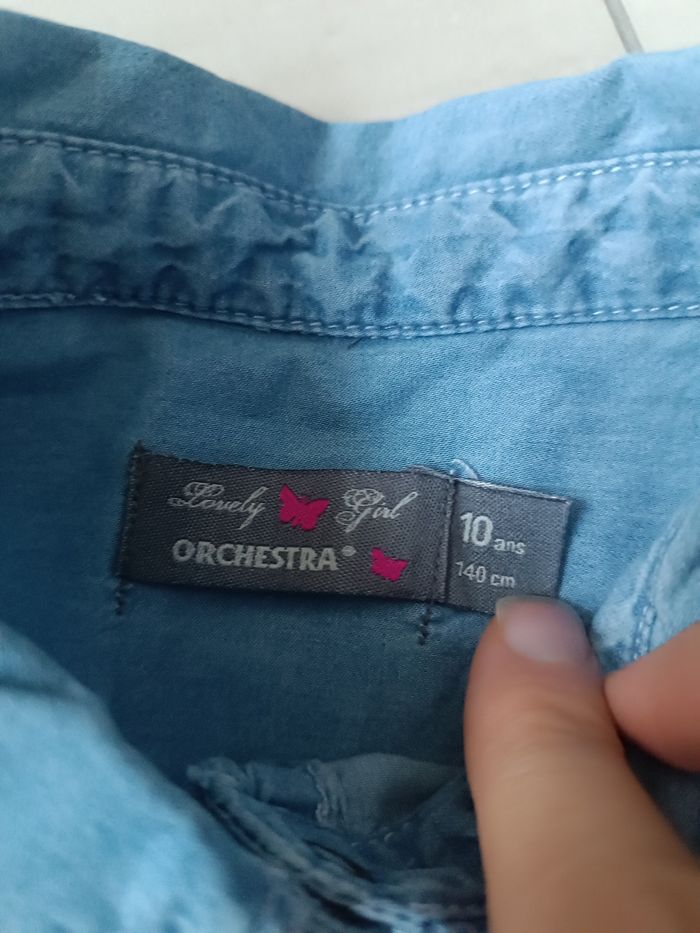 Lovely Girl
ORCHESTRA®
10 ans
140 cm